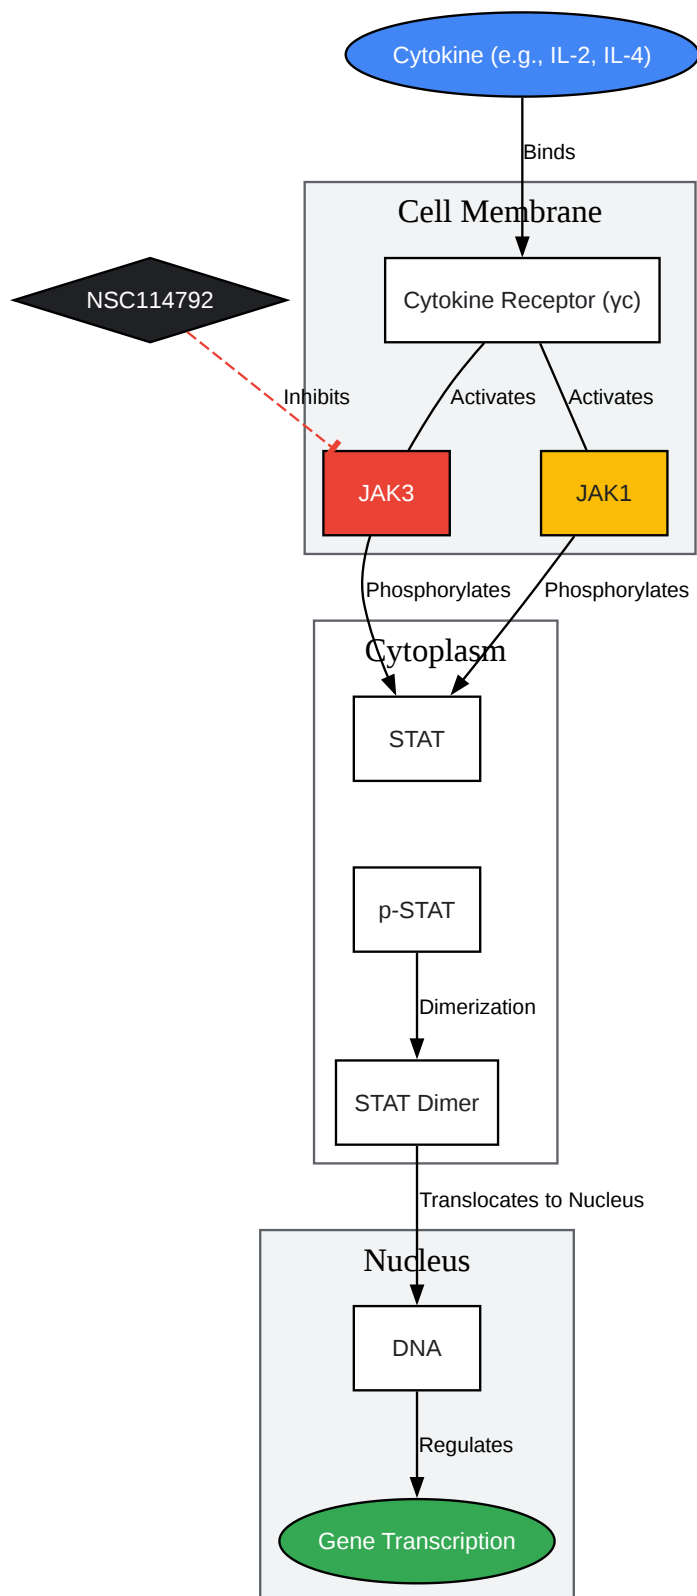 Cytokine (e.g., IL-2, IL-4)
Binds
Cell Membrane
NSC114792
Cytokine Receptor (γc)
Inhibits
Activates
Activates
JAK3
JAK1
Phosphorylates
Phosphorylates
Cytoplasm
STAT
p-STAT
Dimerization
STAT Dimer
Translocates to Nucleus
Nucleus
DNA
Regulates
Gene Transcription